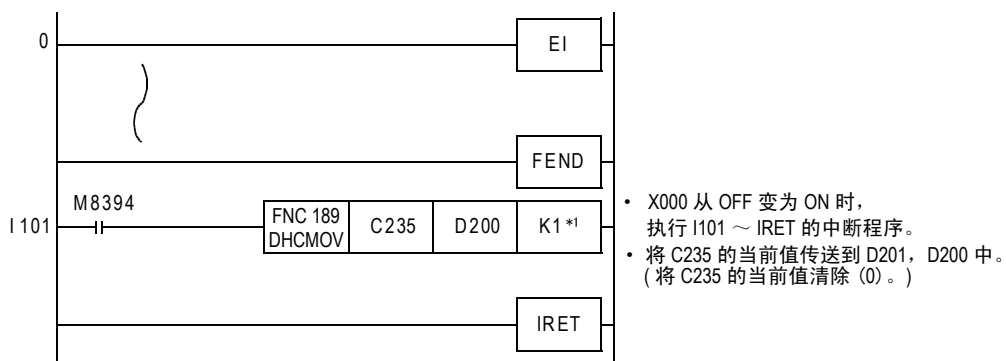 0
EI
FEND
M8394
I101
FNC 189
DHCMOV
C235
D200
K1 *1
• X000 从 OFF 变为 ON 时,
执行 I101 ～ IRET 的中断程序。
• 将 C235 的当前值传送到 D201，D200 中。
( 将 C235 的当前值清除 (0)。)
IRET